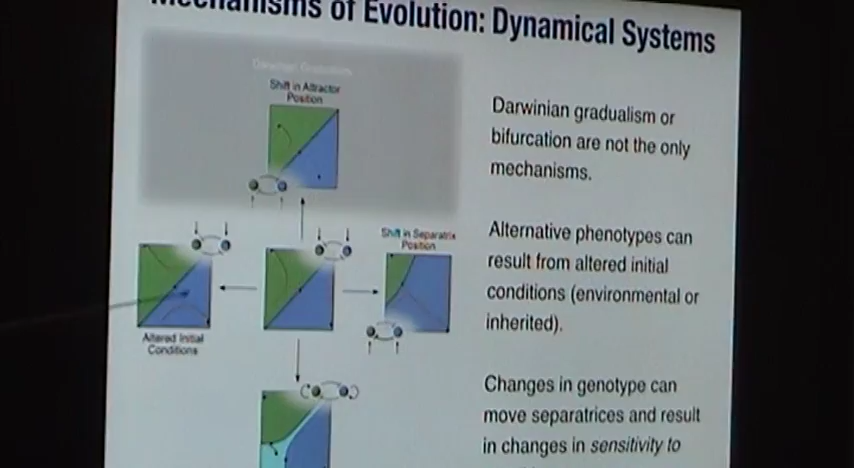 Mechanisms of Evolution: Dynamical Systems
Shift in Attractor
Position
Darwinian gradualism or
bifurcation are not the only
mechanisms.
Shift in Separatrix
Position
Altered Initial
Conditions
Alternative phenotypes can
result from altered initial
conditions (environmental or
inherited).
Changes in genotype can
move separatrices and result
in changes in sensitivity to